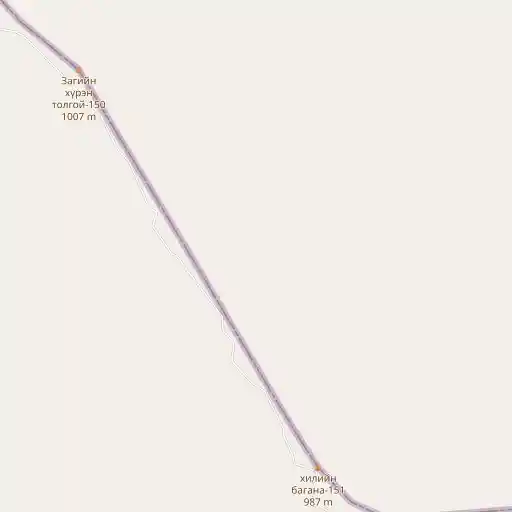 Загийн
хүрэн
толгой-150
1007 m
хилийн
багана-151
987 m